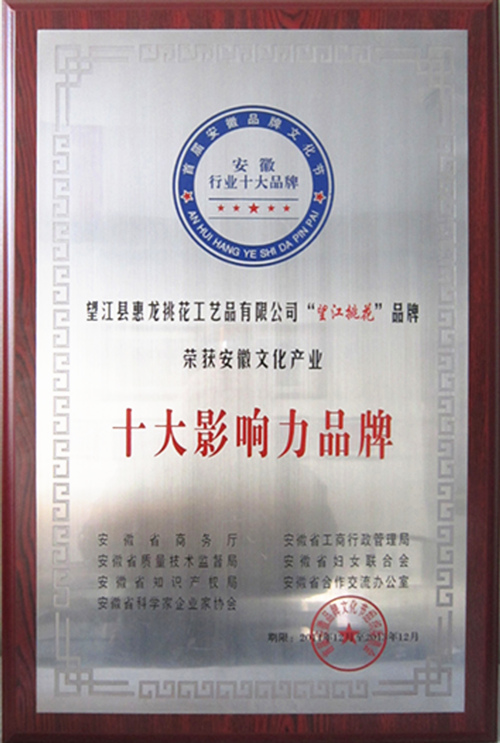 首届安徽品牌文化节
安徽
行业十大品牌
AN HUI HANG YE SHI DA PIN PAI
望江县惠龙挑花工艺品有限公司“望江挑花”品牌
荣获安徽文化产业
十大影响力品牌
安徽省商务厅 安徽省工商行政管理局
安徽省质量技术监督局 安徽省妇女联合会
安徽省知识产权局 安徽省合作交流办公室
安徽省科学家企业家协会
期限：
12月